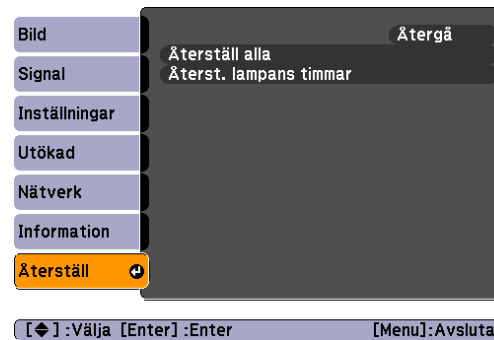 Bild
Signal
Inställningar
Utökad
Nätverk
Information
Återställ
Återgå
Återställ alla
Återst. lampans timmar
[◆] :Välja [Enter] :Enter [Menu]:Avsluta